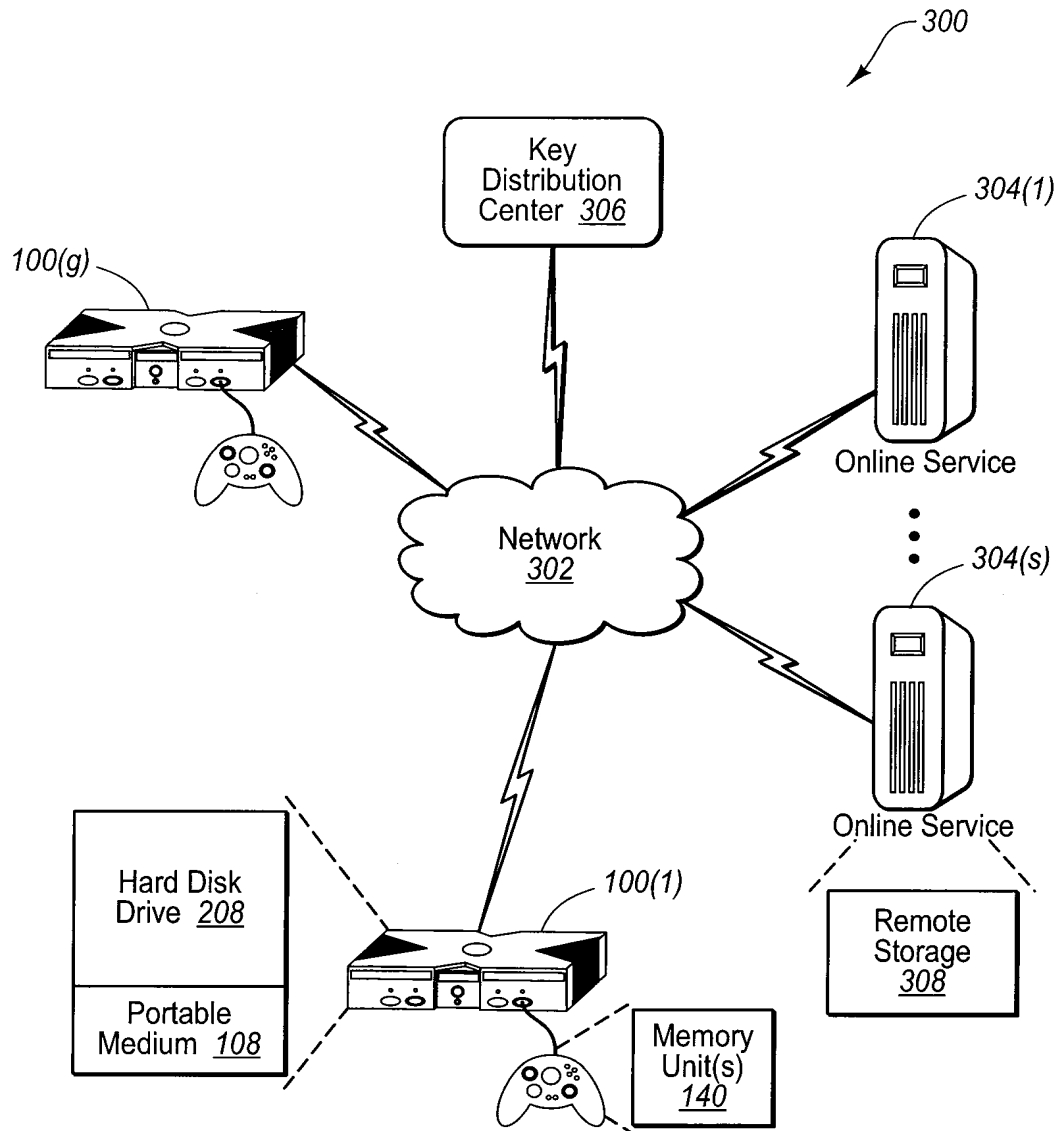 300
Key
Distribution
Center 306
304(1)
100(g)
Online Service
Network
302
304(s)
Online Service
100(1)
Hard Disk
Drive 208
Remote
Storage
308
Portable
Medium 108
Memory
Unit(s)
140